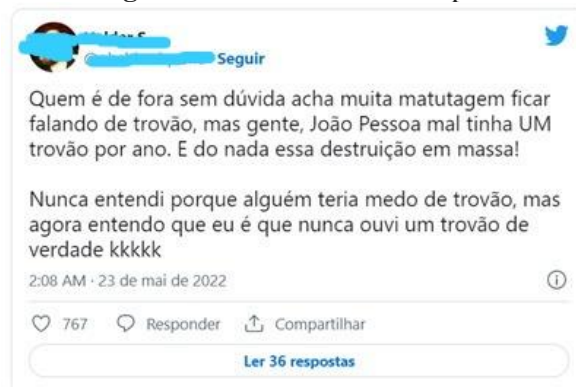 Seguir
Quem é de fora sem dúvida acha muita matutagem ficar
falando de trovão, mas gente, João Pessoa mal tinha UM
trovão por ano. E do nada essa destruição em massa!
Nunca entendi porque alguém teria medo de trovão, mas
agora entendo que eu é que nunca ouvi um trovão de
verdade kkkkk
2:08 AM · 23 de mai de 2022
767 Responder Compartilhar
Ler 36 respostas